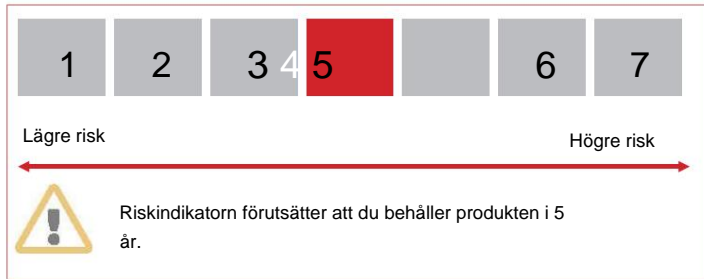 1 2 3 4 5 6 7
Lägre risk Högre risk
Riskindikatorn förutsätter att du behåller produkten i 5
år.